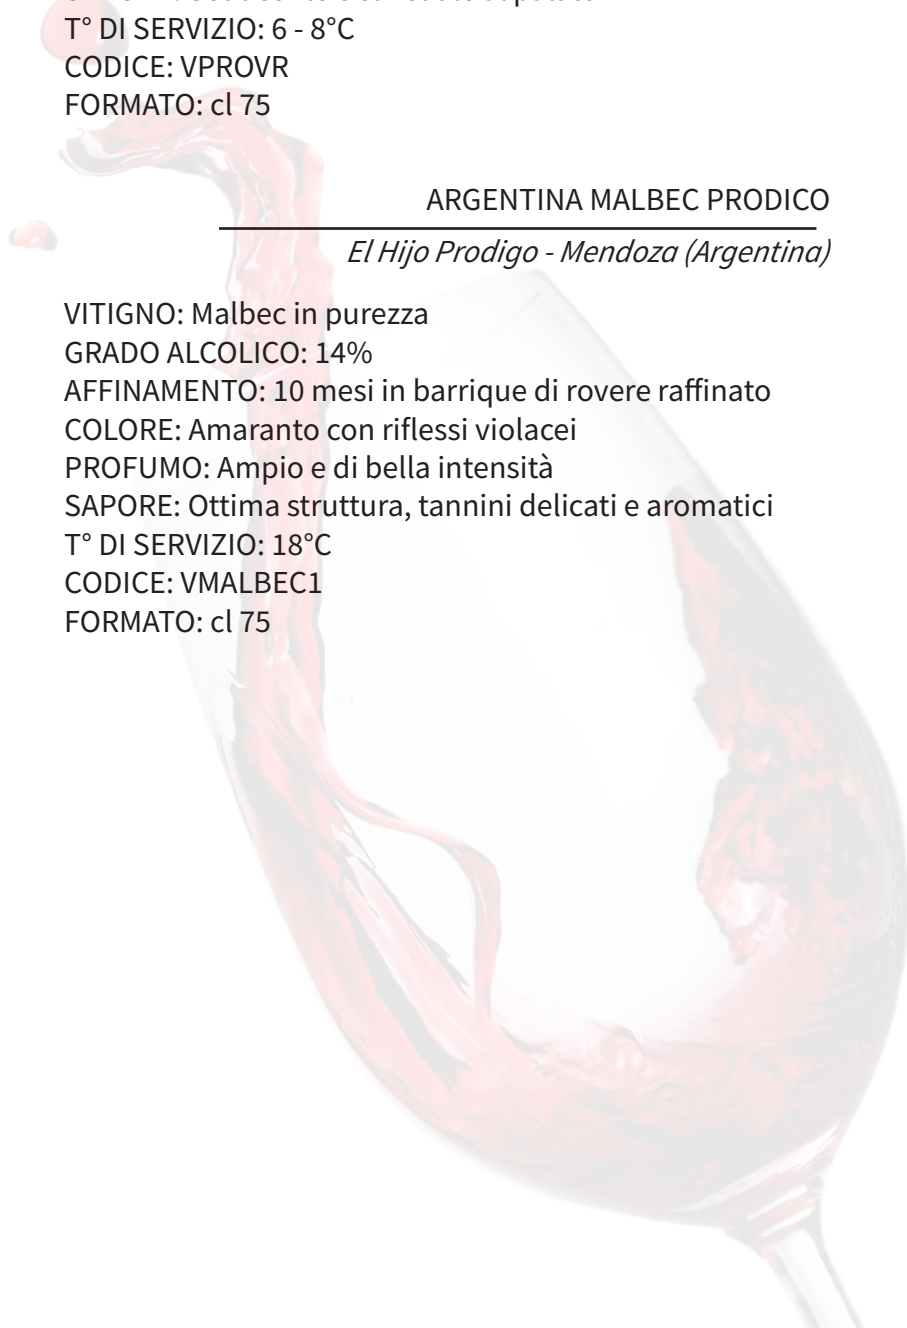 T° DI SERVIZIO: 6 - 8°C
CODICE: VPROVR
FORMATO: cl 75
ARGENTINA MALBEC PRODICO
El Hijo Prodigo - Mendoza (Argentina)
VITIGNO: Malbec in purezza
GRADO ALCOLICO: 14%
AFFINAMENTO: 10 mesi in barrique di rovere raffinato
COLORE: Amaranto con riflessi violacei
PROFUMO: Ampio e di bella intensità
SAPORE: Ottima struttura, tannini delicati e aromatici
T° DI SERVIZIO: 18°C
CODICE: VMALBEC1
FORMATO: cl 75